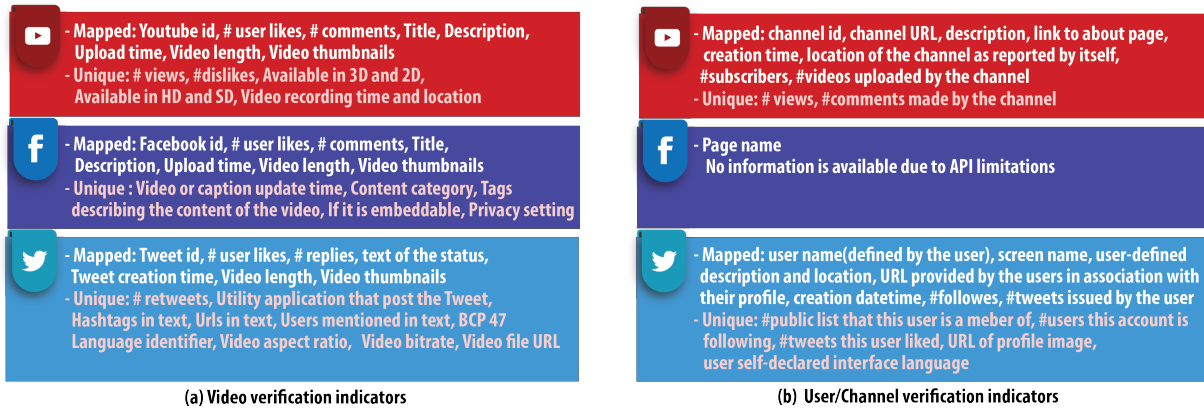 - Mapped: Youtube id, # user likes, # comments, Title, Description,
Upload time, Video length, Video thumbnails
- Unique: # views, #dislikes, Available in 3D and 2D,
Available in HD and SD, Video recording time and location
f
- Mapped: Facebook id, # user likes, # comments, Title,
Description, Upload time, Video length, Video thumbnails
- Unique : Video or caption update time, Content category, Tags
describing the content of the video, If it is embeddable, Privacy setting
- Mapped: Tweet id, # user likes, # replies, text of the status,
Tweet creation time, Video length, Video thumbnails
- Unique: # retweets, Utility application that post the Tweet,
Hashtags in text, Urls in text, Users mentioned in text, BCP 47
Language identifier, Video aspect ratio, Video bitrate, Video file URL
(a) Video verification indicators
- Mapped: channel id, channel URL, description, link to about page,
creation time, location of the channel as reported by itself,
#subscribers, #videos uploaded by the channel
- Unique: # views, #comments made by the channel
f
- Page name
No information is available due to API limitations
- Mapped: user name(defined by the user), screen name, user-defined
description and location, URL provided by the users in association with
their profile, creation datetime, #followes, #tweets issued by the user
- Unique: #public list that this user is a meber of, #users this account is
following, #tweets this user liked, URL of profile image,
user self-declared interface language
(b) User/Channel verification indicators